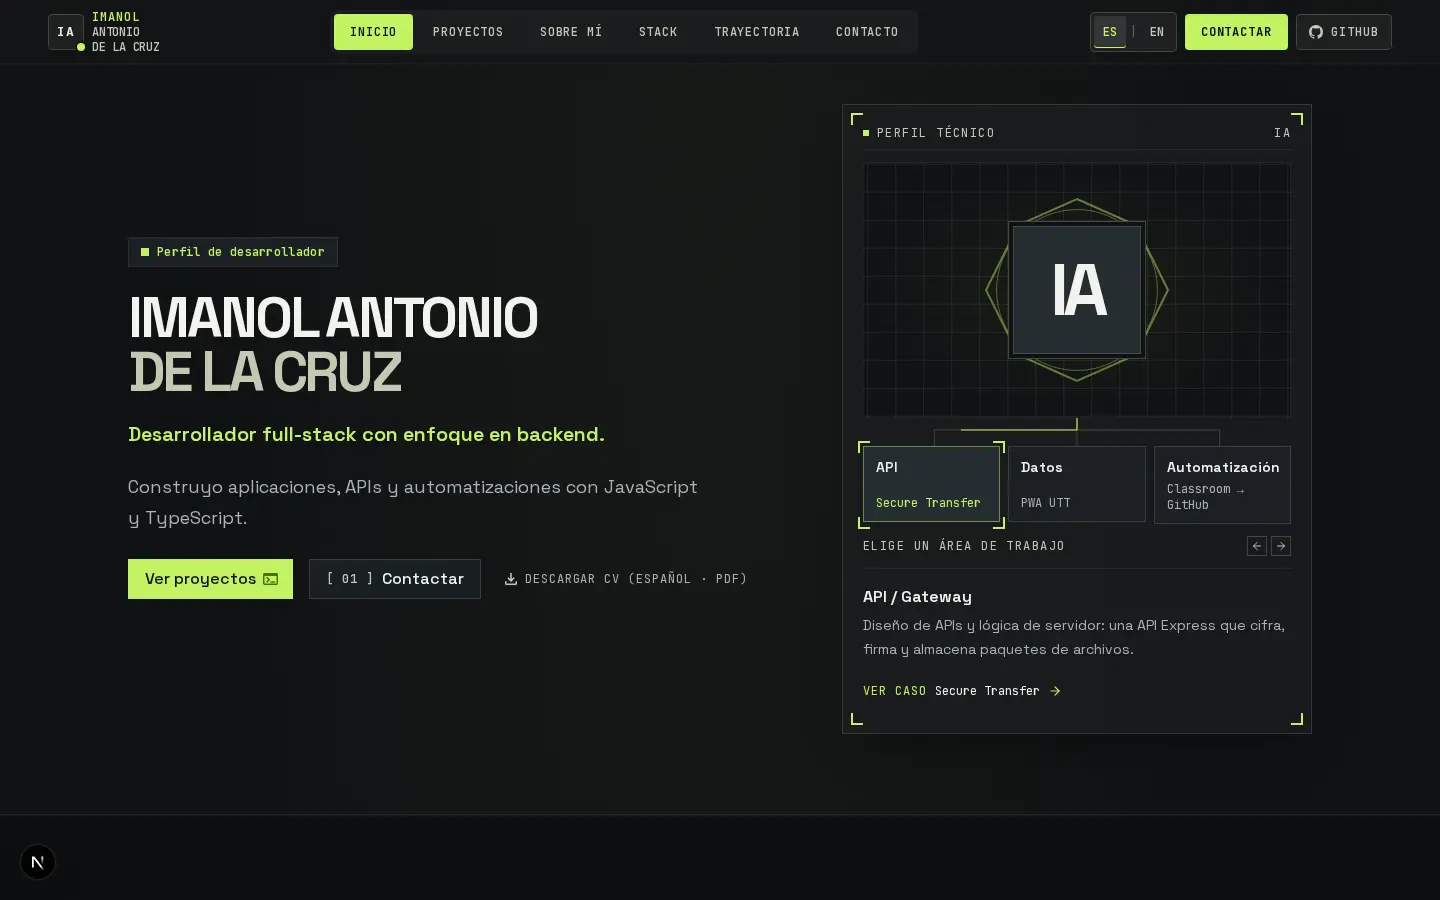 IA
IMANOL
ANTONIO
DE LA CRUZ
INICIO
PROYECTOS
SOBRE MÍ
STACK
TRAYECTORIA
CONTACTO
ES | EN
CONTACTAR
GITHUB
Perfil de desarrollador
IMANOL ANTONIO
DE LA CRUZ
Desarrollador full-stack con enfoque en backend.
Construyo aplicaciones, APIs y automatizaciones con JavaScript
y TypeScript.
Ver proyectos
[ 01 ] Contactar
DESCARGAR CV (ESPAÑOL · PDF)
PERFIL TÉCNICO
IA
IA
API
Secure Transfer
Datos
PWA UTT
Automatización
Classroom →
GitHub
ELIGE UN ÁREA DE TRABAJO
← →
API / Gateway
Diseño de APIs y lógica de servidor: una API Express que cifra,
firma y almacena paquetes de archivos.
VER CASO Secure Transfer →
N